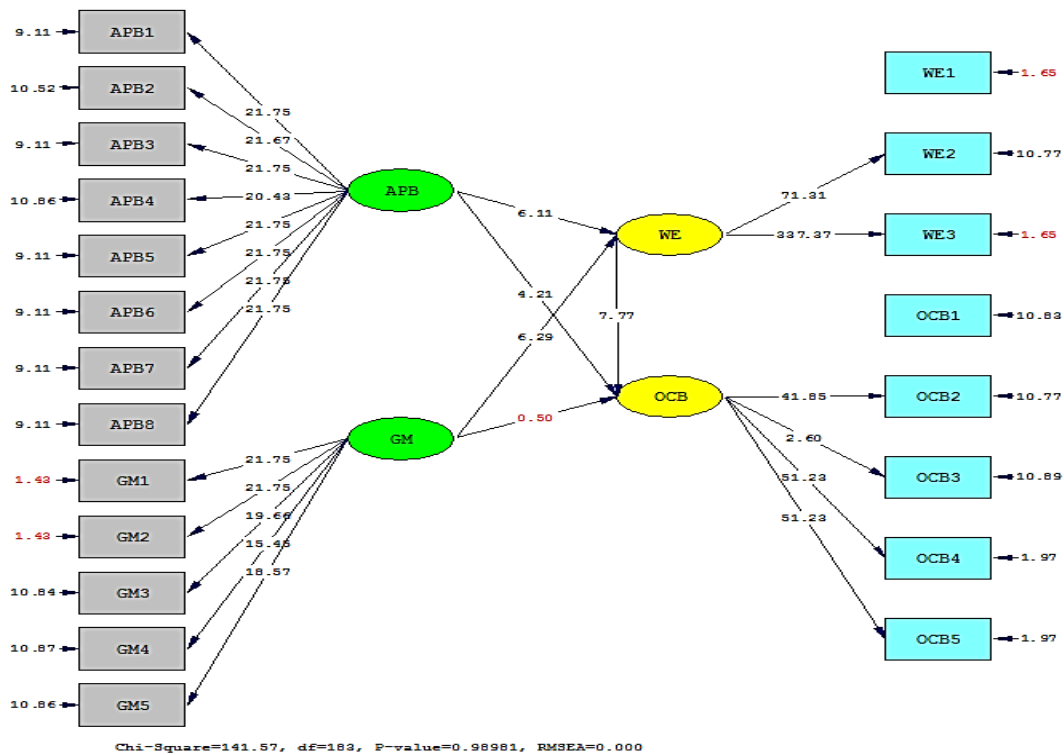 9.11 APB1
10.52 APB2
9.11 APB3
10.86 APB4
9.11 APB5
9.11 APB6
9.11 APB7
9.11 APB8
1.43 GM1
1.43 GM2
10.84 GM3
10.87 GM4
10.86 GM5
21.75
21.67
21.75
20.43
21.75
21.75
21.75
21.75
21.75
21.75
19.66
15.45
18.57
APB
GM
6.11
4.21
6.29
0.50
7.77
WE
OCB
71.31
337.37
41.85
2.60
51.23
51.23
WE1 1.65
WE2 10.77
WE3 1.65
OCB1 10.83
OCB2 10.77
OCB3 10.89
OCB4 1.97
OCB5 1.97
Chi-Square=141.57, df=183, P-value=0.98981, RMSEA=0.000